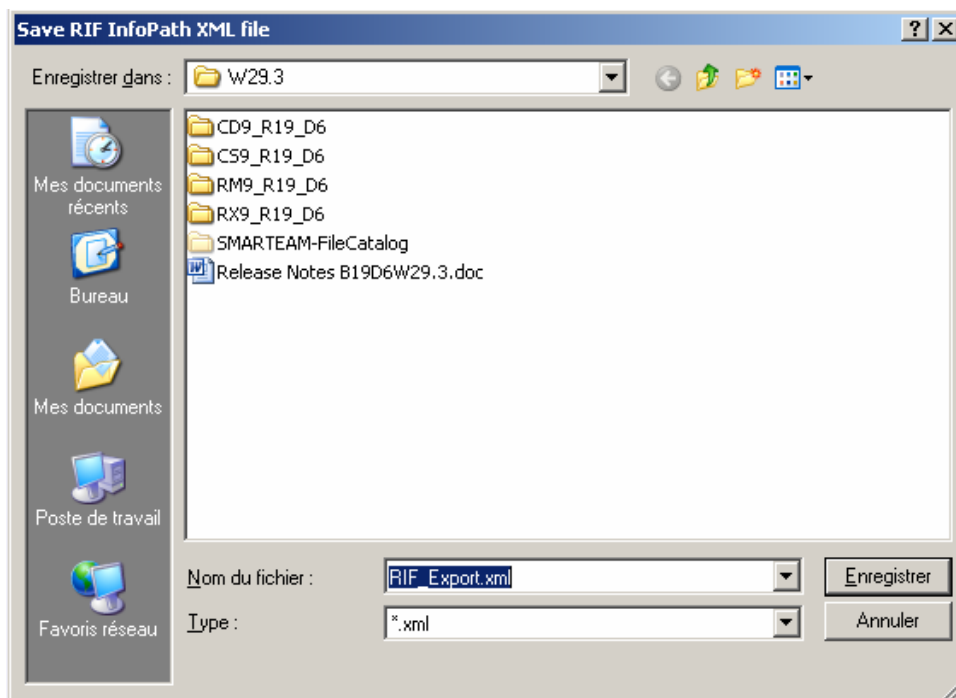 Save RIF InfoPath XML file
Enregistrer dans :
W29.3
Mes documents
récents
Bureau
Mes documents
Poste de travail
Favoris réseau
CD9_R19_D6
CS9_R19_D6
RM9_R19_D6
RX9_R19_D6
SMARTEAM-FileCatalog
Release Notes B19D6W29.3.doc
Nom du fichier :
RIF_Export.xml
Enregistrer
Type :
*.xml
Annuler